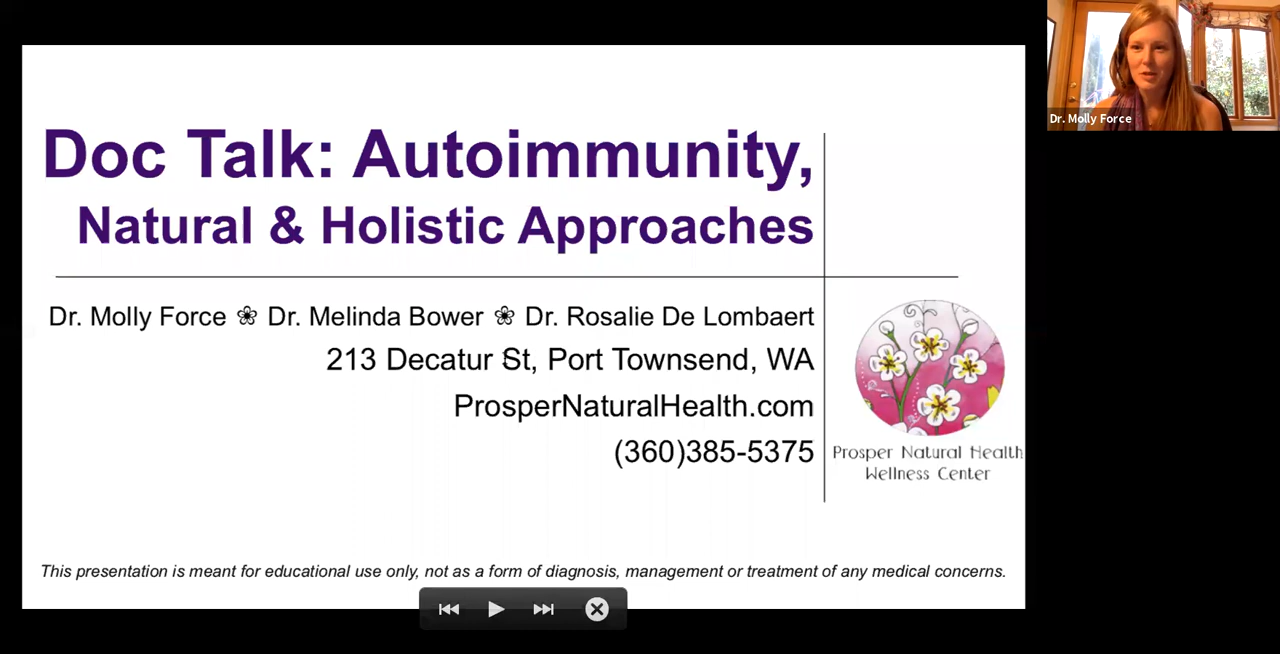 Doc Talk: Autoimmunity,
Natural & Holistic Approaches
Dr. Molly Force ❀ Dr. Melinda Bower ❀ Dr. Rosalie De Lombaert
213 Decatur St, Port Townsend, WA
ProsperNaturalHealth.com
(360)385-5375
Prosper Natural Health
Wellness Center
This presentation is meant for educational use only, not as a form of diagnosis, management or treatment of any medical concerns.
Dr. Molly Force